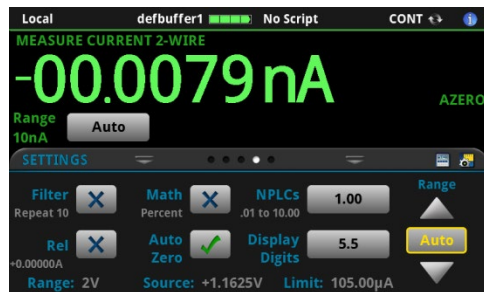 Local defbuffer1 No Script CONT
MEASURE CURRENT 2-WIRE
-00.0079 nA
AZERO
Range Auto
10nA
SETTINGS
Filter Math NPLCs 1.00 Range
Repeat 10 Percent .01 to 10.00
Rel Auto Zero Display Digits 5.5 Auto
+0.00000A
Range: 2V Source: +1.1625V Limit: 105.00µA